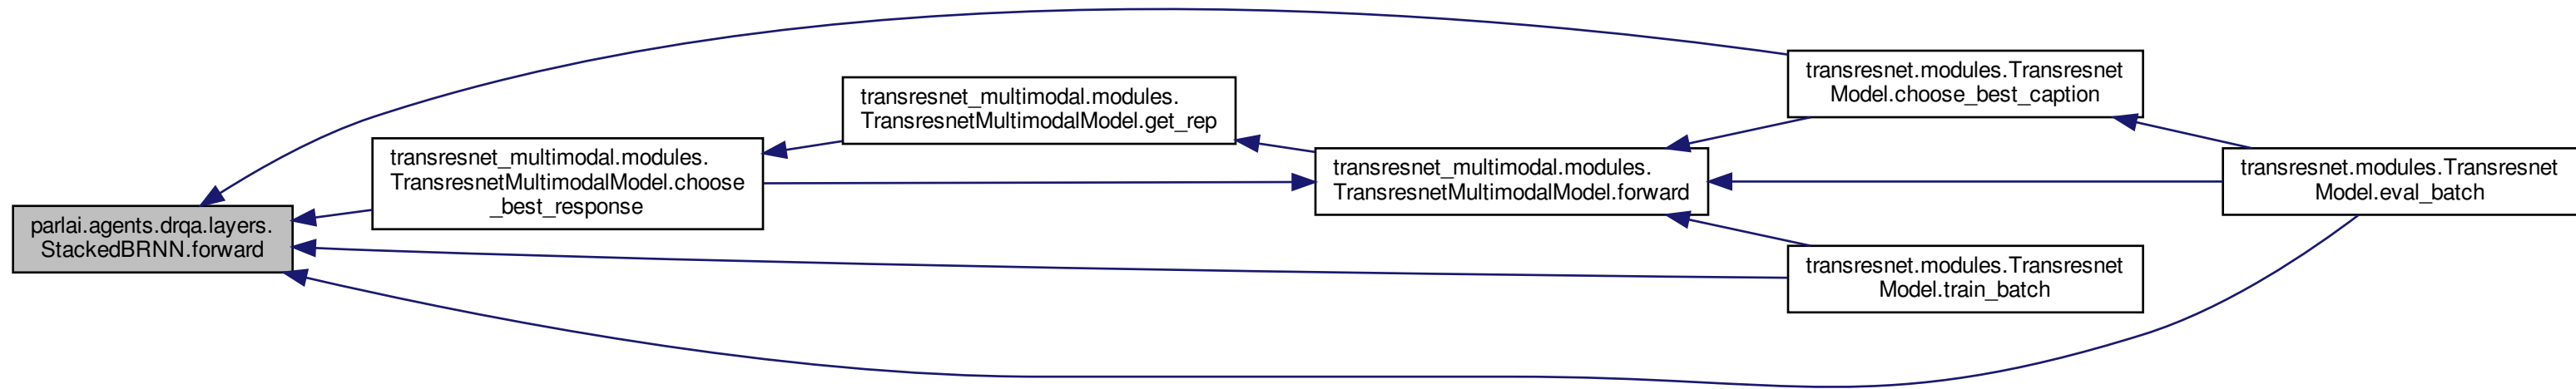 parlai.agents.drqa.layers.
StackedBRNN.forward
transresnet_multimodal.modules.
TransresnetMultimodalModel.choose
_best_response
transresnet_multimodal.modules.
TransresnetMultimodalModel.get_rep
transresnet_multimodal.modules.
TransresnetMultimodalModel.forward
transresnet.modules.Transresnet
Model.choose_best_caption
transresnet.modules.Transresnet
Model.train_batch
transresnet.modules.Transresnet
Model.eval_batch